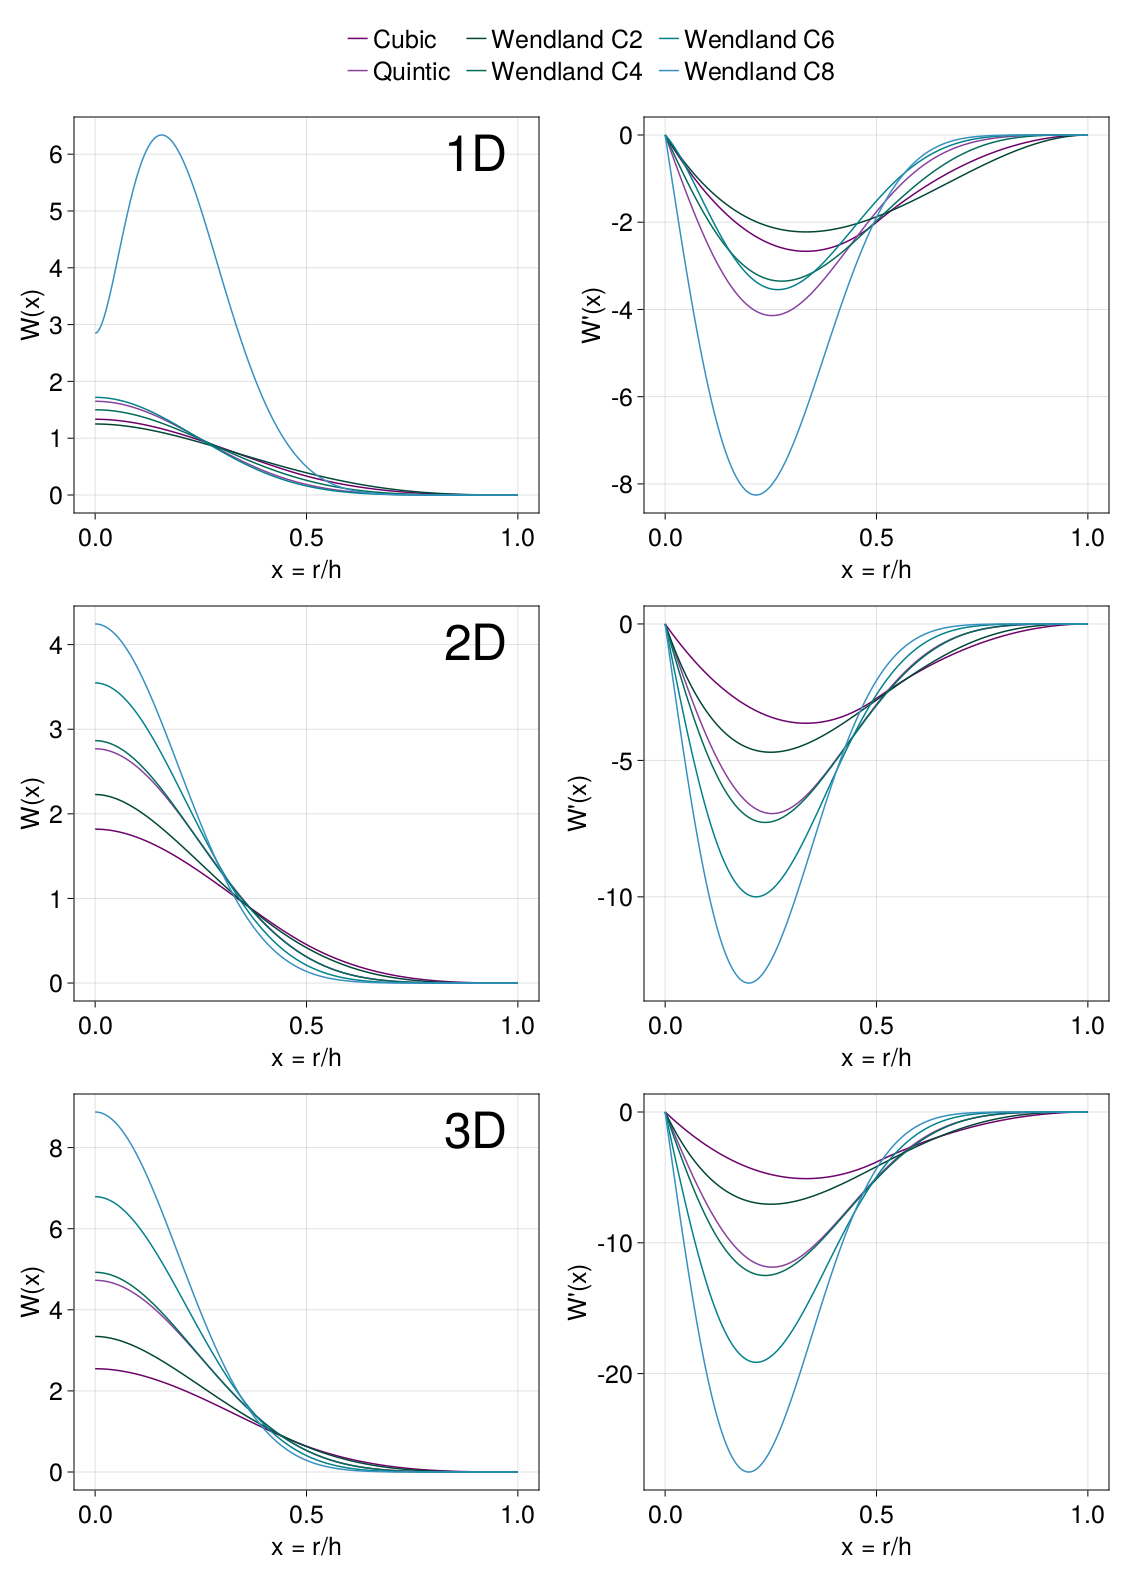 Cubic Wendland C2 Wendland C6
Quintic Wendland C4 Wendland C8
1D
W(x)
6
5
4
3
2
1
0
0.0 0.5 1.0
x = r/h
W'(x)
0
-2
-4
-6
-8
0.0 0.5 1.0
x = r/h
2D
W(x)
4
3
2
1
0
0.0 0.5 1.0
x = r/h
W'(x)
0
-5
-10
0.0 0.5 1.0
x = r/h
3D
W(x)
8
6
4
2
0
0.0 0.5 1.0
x = r/h
W'(x)
0
-10
-20
0.0 0.5 1.0
x = r/h